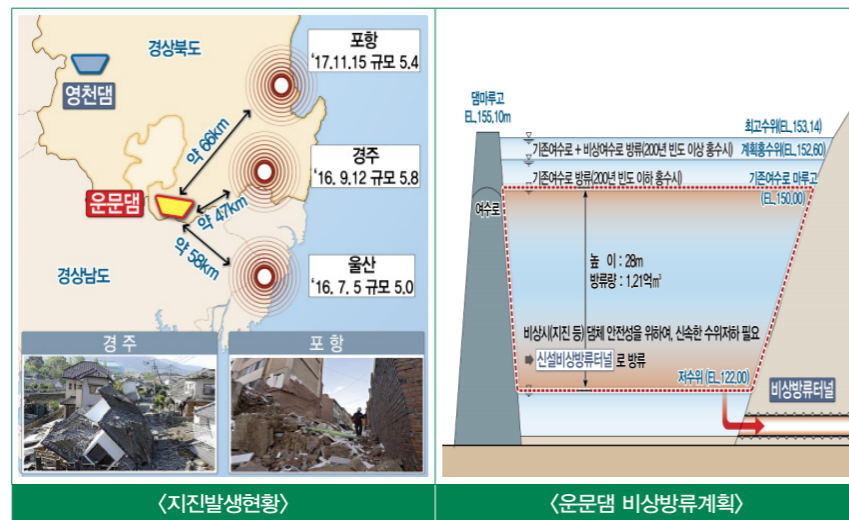 경상북도
영천댐
포항
'17.11.15 규모 5.4
약 66km
경주
'16. 9.12 규모 5.8
운문댐
약 47km
약 58km
울산
'16. 7. 5 규모 5.0
경상남도
경주
포항
〈지진발생현황〉
댐마루고
EL.155.10m
최고수위(EL.153.14)
기존여수로 + 비상여수로 방류(200년 빈도 이상 홍수시)
계획홍수위(EL.152.60)
기존여수로 방류(200년 빈도 이하 홍수시)
기존여수로 마루고
(EL.150.00)
여수로
높 이 : 28m
방류량 : 1.21억㎥
비상시(지진 등) 댐체 안전성을 위하여, 신속한 수위저하 필요
➡ 신설비상방류터널 로 방류
저수위 (EL.122.00)
비상방류터널
〈운문댐 비상방류계획〉